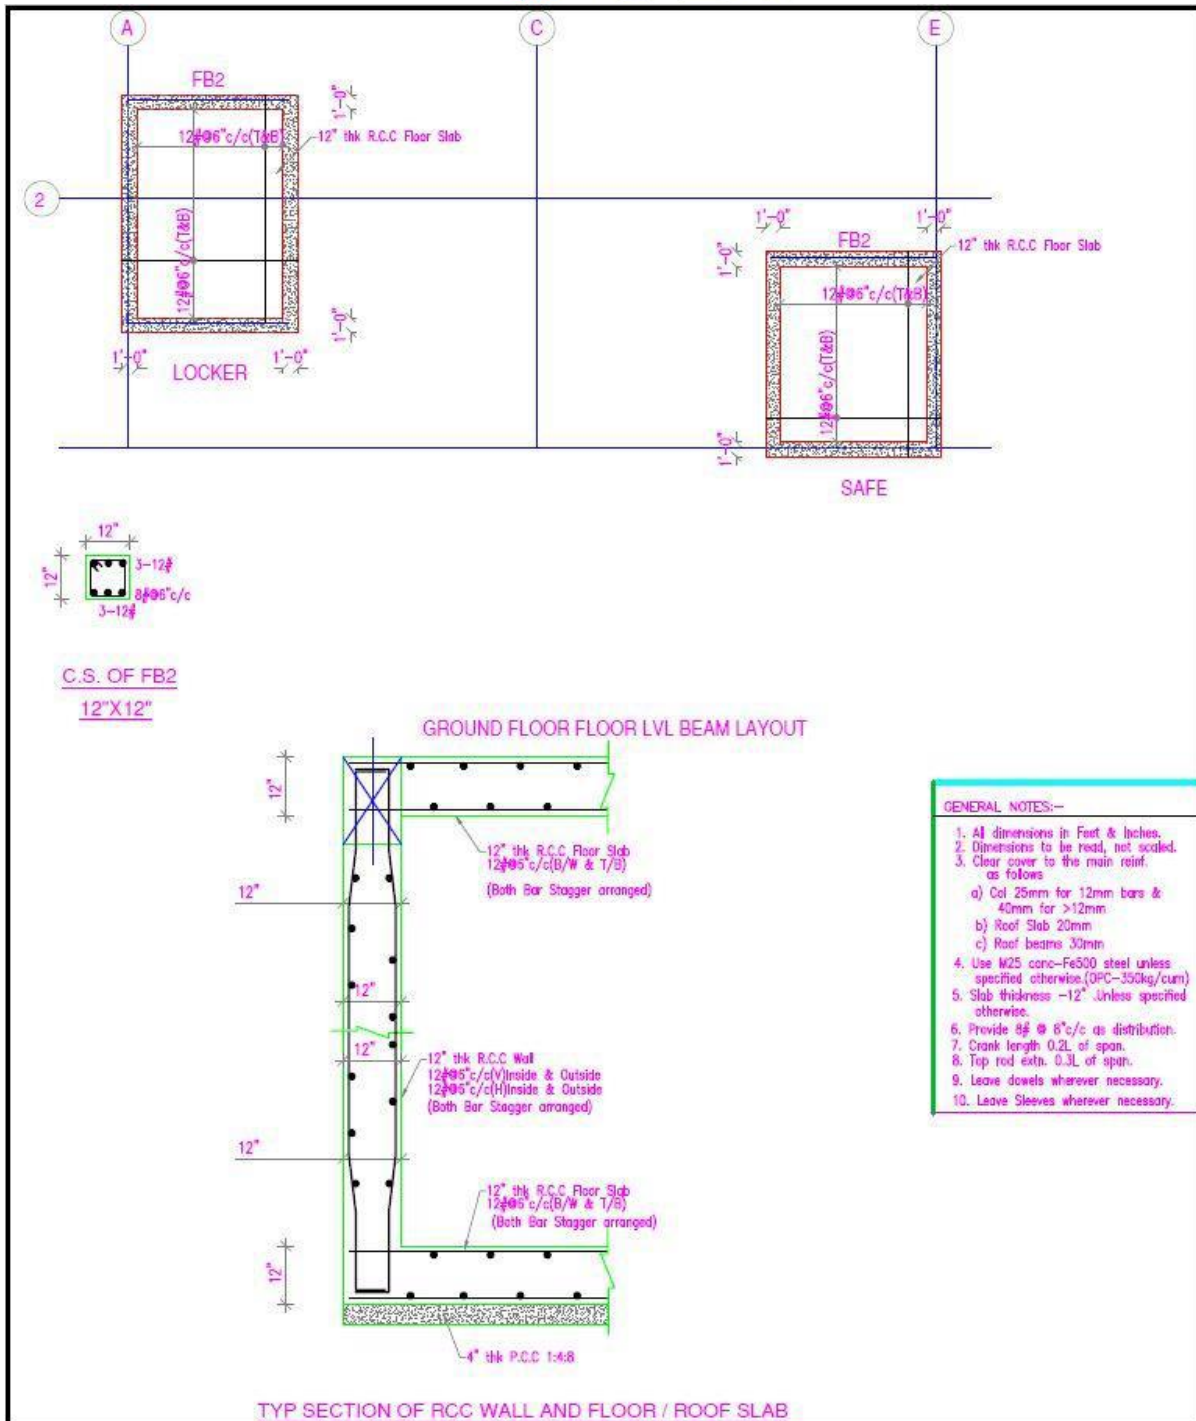 A
C
E
FB2
1'-0"
12#@6"c/c(T&B)
12" thk R.C.C Floor Slab
2
12#@6"c/c(T&B)
1'-0"
1'-0"
FB2
1'-0"
12" thk R.C.C Floor Slab
12#@6"c/c(T&B)
1'-0"
1'-0"
1'-0"
LOCKER
12#@6"c/c(T&B)
1'-0"
SAFE
12"
12"
3-12#
8#@6"c/c
3-12#
C.S. OF FB2
12"X12"
GROUND FLOOR FLOOR LVL BEAM LAYOUT
12"
12" thk R.C.C Floor Slab
12#@6"c/c(B/W & T/B)
(Both Bar Stagger arranged)
12"
12"
12"
12" thk R.C.C Wall
12#@6"c/c(V)Inside & Outside
12#@6"c/c(H)Inside & Outside
(Both Bar Stagger arranged)
12"
12" thk R.C.C Floor Slab
12#@6"c/c(B/W & T/B)
(Both Bar Stagger arranged)
12"
4" thk P.C.C 1:4:8
TYP SECTION OF RCC WALL AND FLOOR / ROOF SLAB
GENERAL NOTES:-
1. All dimensions in Feet & Inches.
2. Dimensions to be read, not scaled.
3. Clear cover to the main reinf.
as follows
a) Col 25mm for 12mm bars &
40mm for >12mm
b) Roof Slab 20mm
c) Roof beams 30mm
4. Use M25 conc-Fe500 steel unless
specified otherwise.(OPC-350kg/cum)
5. Slab thickness -12" .Unless specified
otherwise.
6. Provide 8# @ 8"c/c as distribution.
7. Crank length 0.2L of span.
8. Top rod extn. 0.3L of span.
9. Leave dowels wherever necessary.
10. Leave Sleeves wherever necessary.